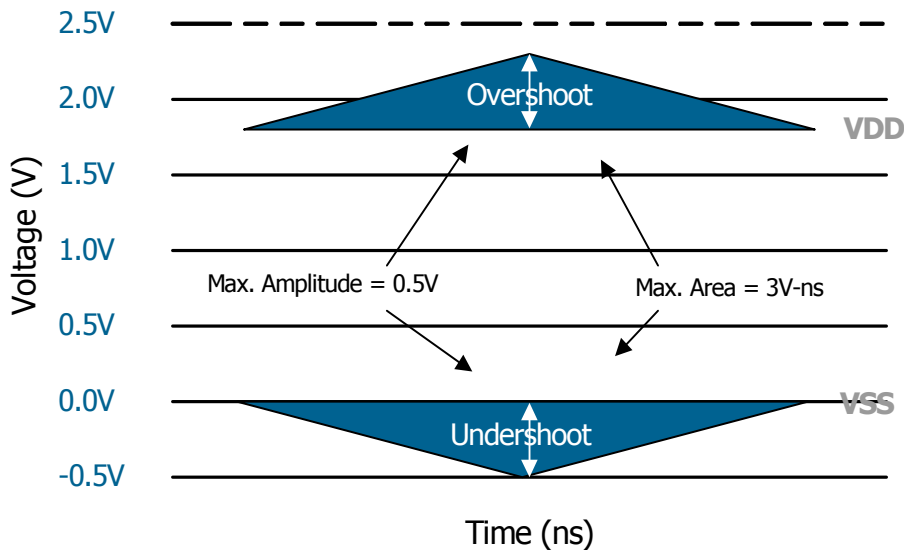 2.5V
Overshoot
2.0V
VDD
1.5V
1.0V
Max. Amplitude = 0.5V
Max. Area = 3V-ns
0.5V
0.0V
VSS
Undershoot
-0.5V
Voltage (V)
Time (ns)